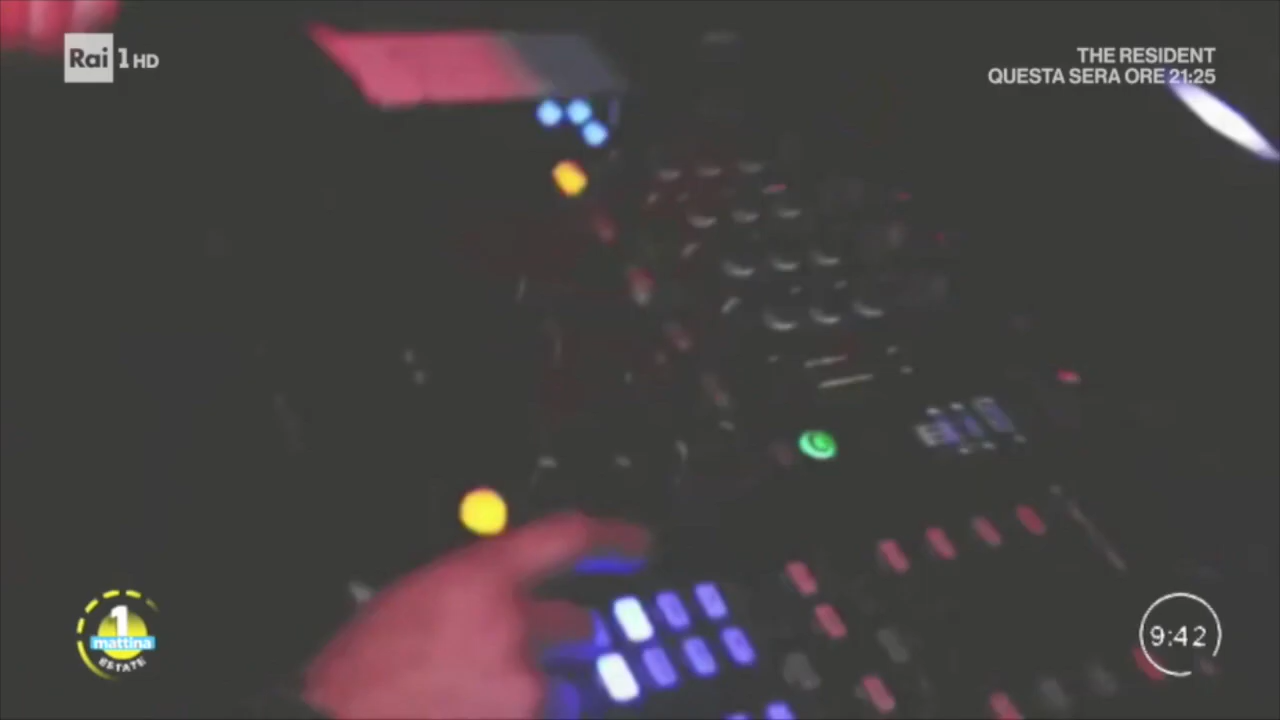 Rai 1 HD
THE RESIDENT
QUESTA SERA ORE 21:25
1
mattina
ESTATE
9:42